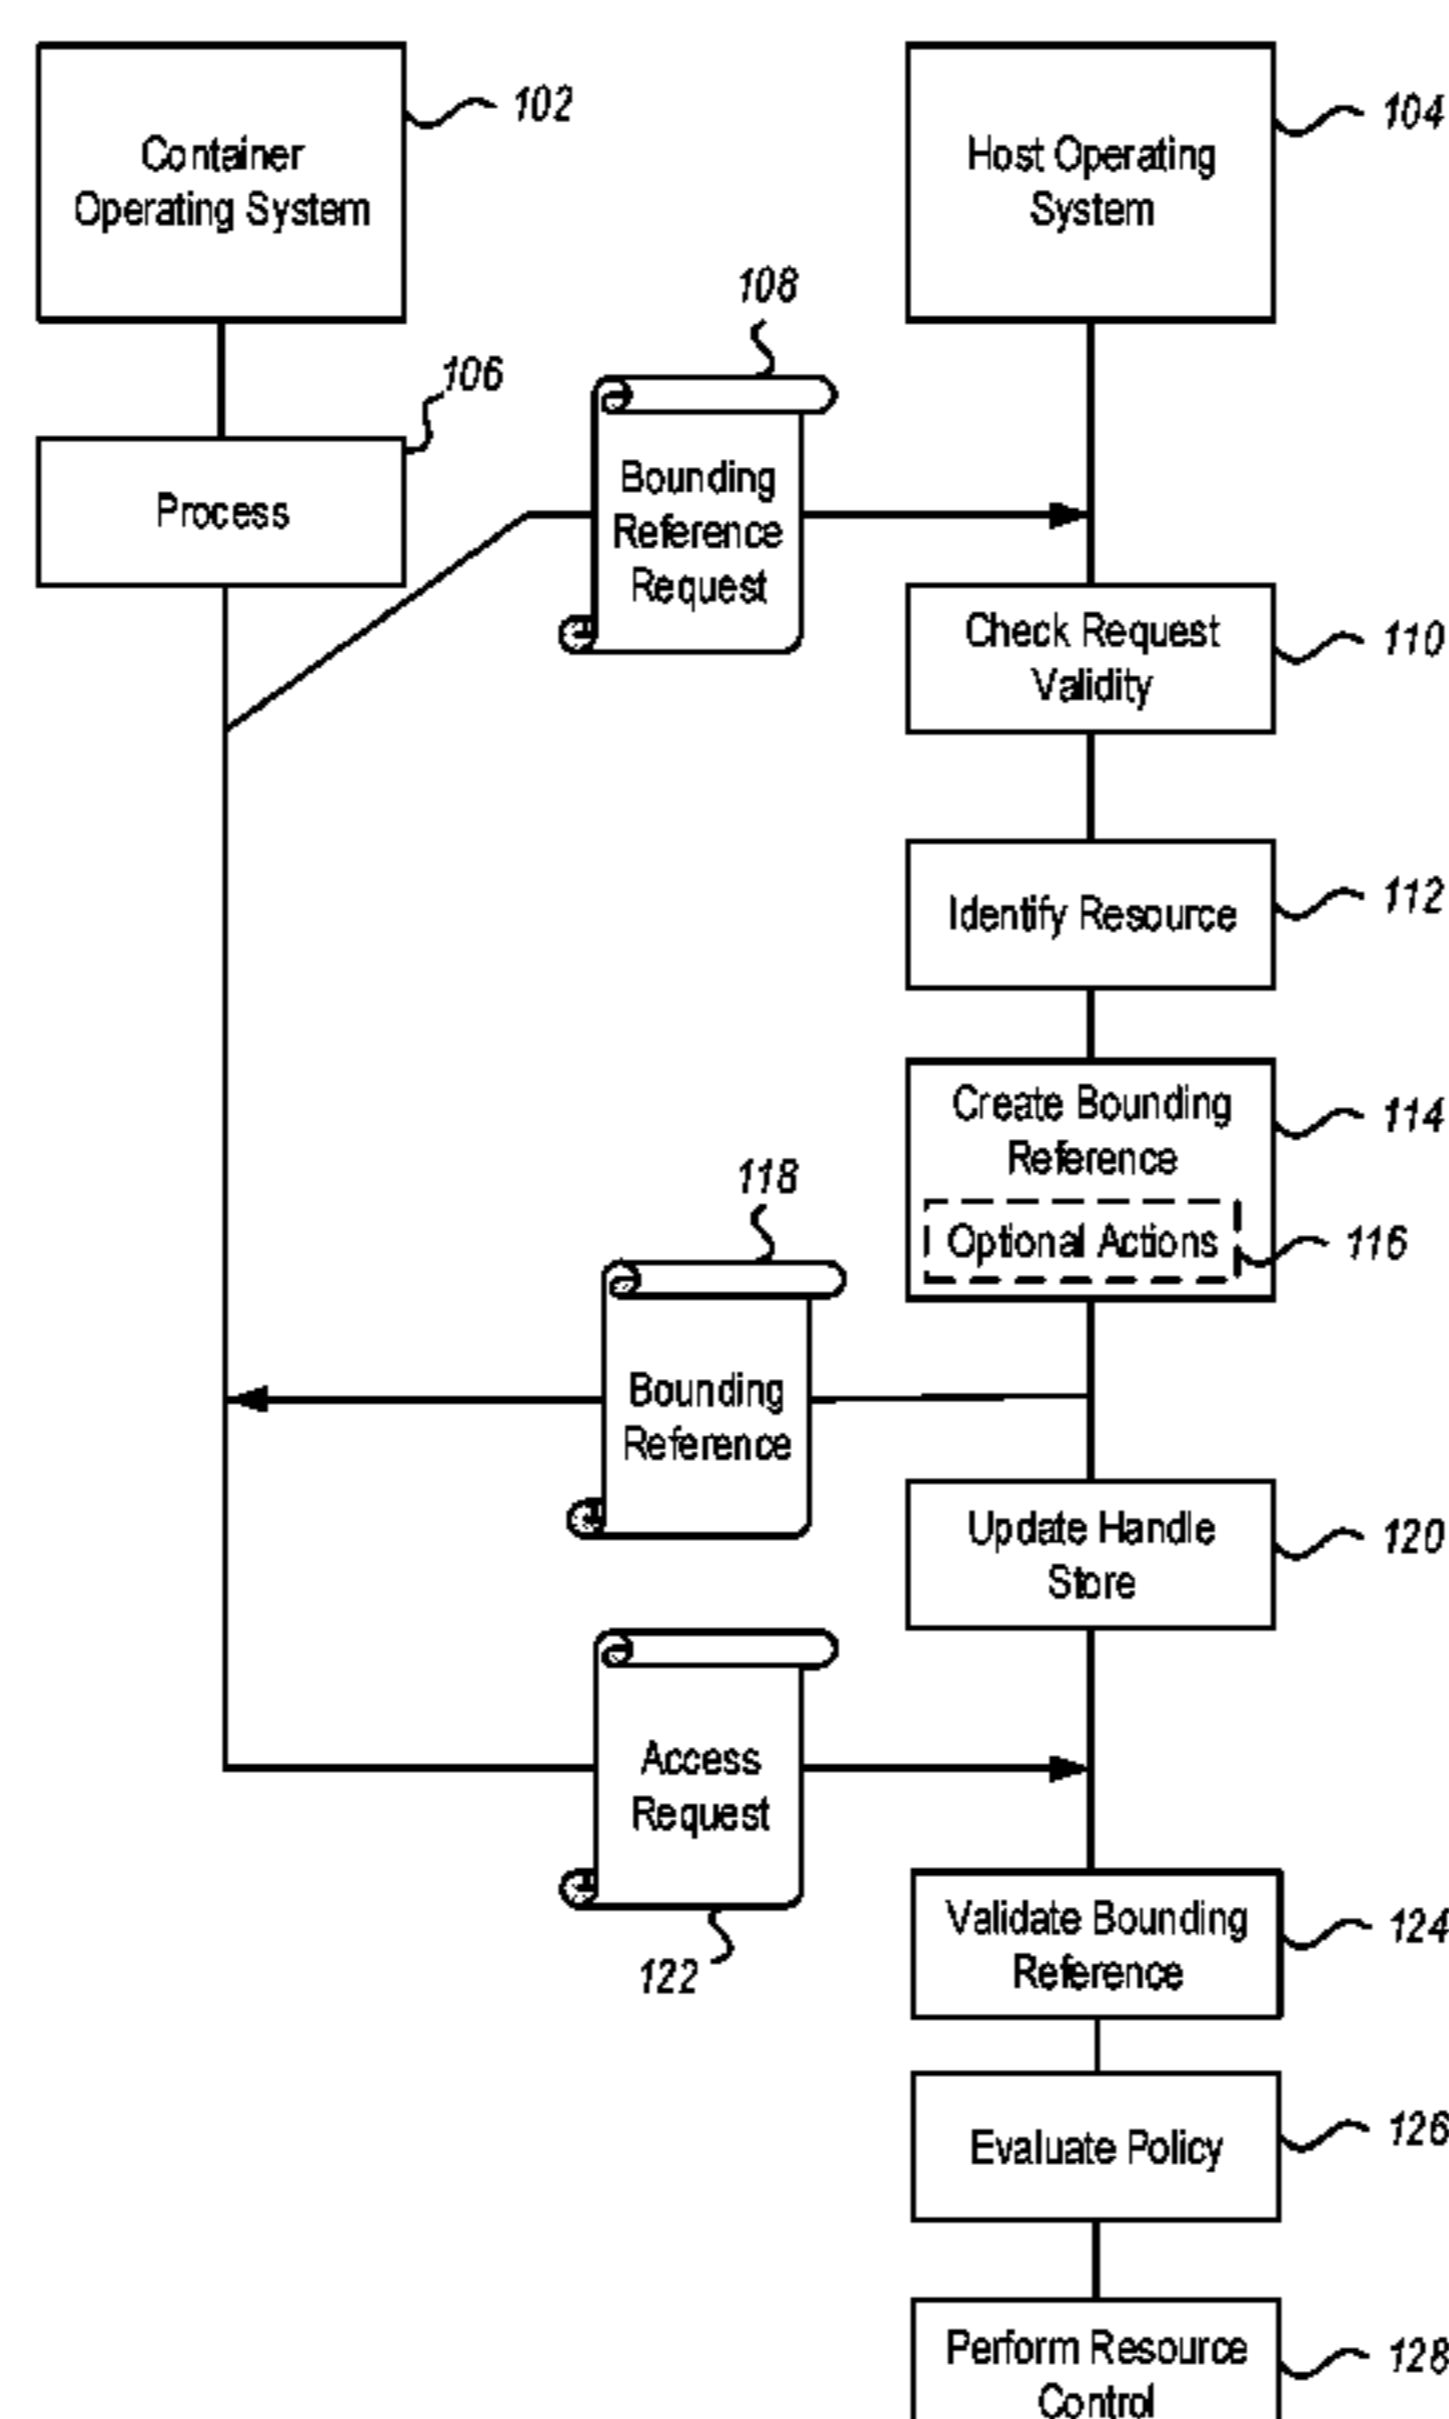 Container
Operating System
102
Host Operating
System
104
108
106
Process
Bounding
Reference
Request
Check Request
Validity
110
Identify Resource
112
Create Bounding
Reference
114
Optional Actions
116
118
Bounding
Reference
Update Handle
Store
120
Access
Request
122
Validate Bounding
Reference
124
Evaluate Policy
126
Perform Resource
Control
128